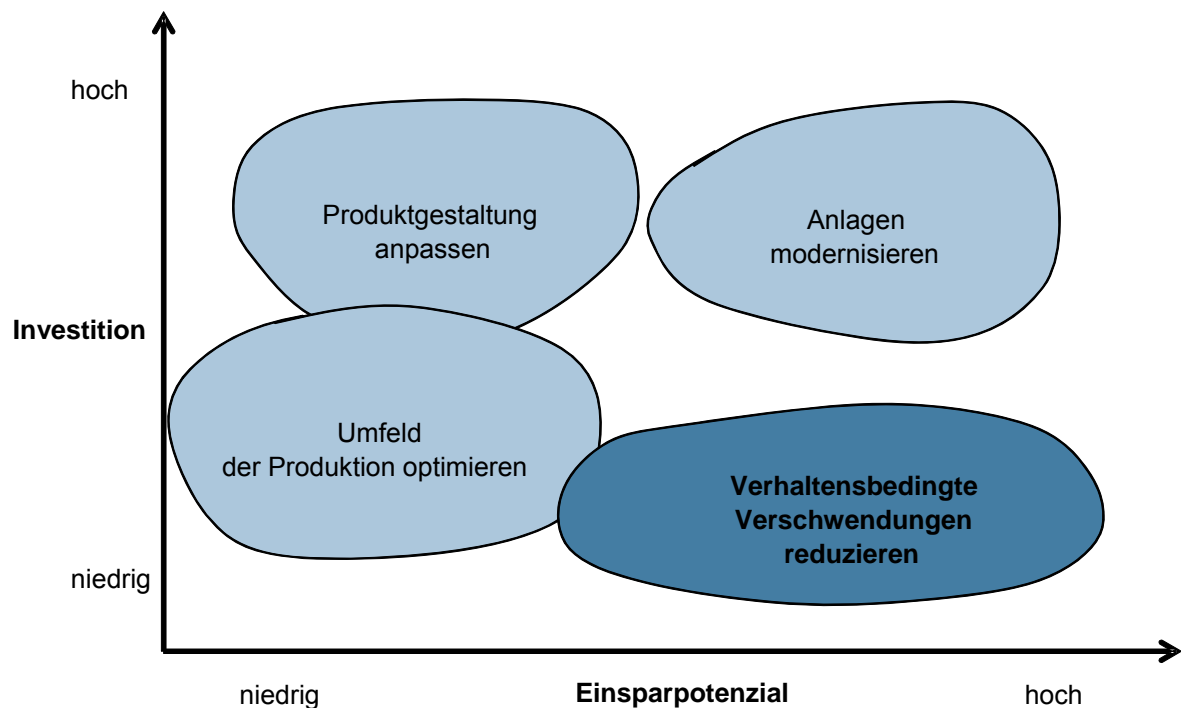 hoch
Produktgestaltung
anpassen
Anlagen
modernisieren
Investition
Umfeld
der Produktion optimieren
Verhaltensbedingte
Verschwendungen
reduzieren
niedrig
niedrig
Einsparpotenzial
hoch